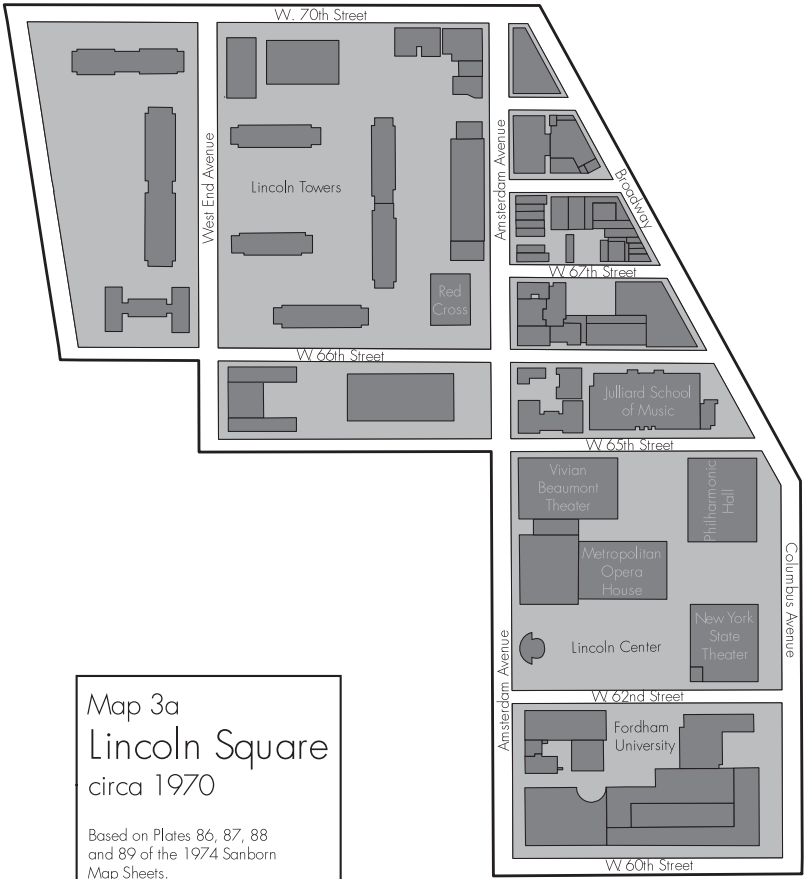 W. 70th Street
West End Avenue
Amsterdam Avenue
Broadway
Lincoln Towers
Red
Cross
W. 67th Street
W. 66th Street
Julliard School
of Music
W. 65th Street
Vivian
Beaumont
Theater
Philharmonic
Hall
Metropolitan
Opera
House
Columbus Avenue
New York
State
Theater
Lincoln Center
Amsterdam Avenue
W. 62nd Street
Fordham
University
W. 60th Street
Map 3a
Lincoln Square
circa 1970
Based on Plates 86, 87, 88
and 89 of the 1974 Sanborn
Map Sheets.